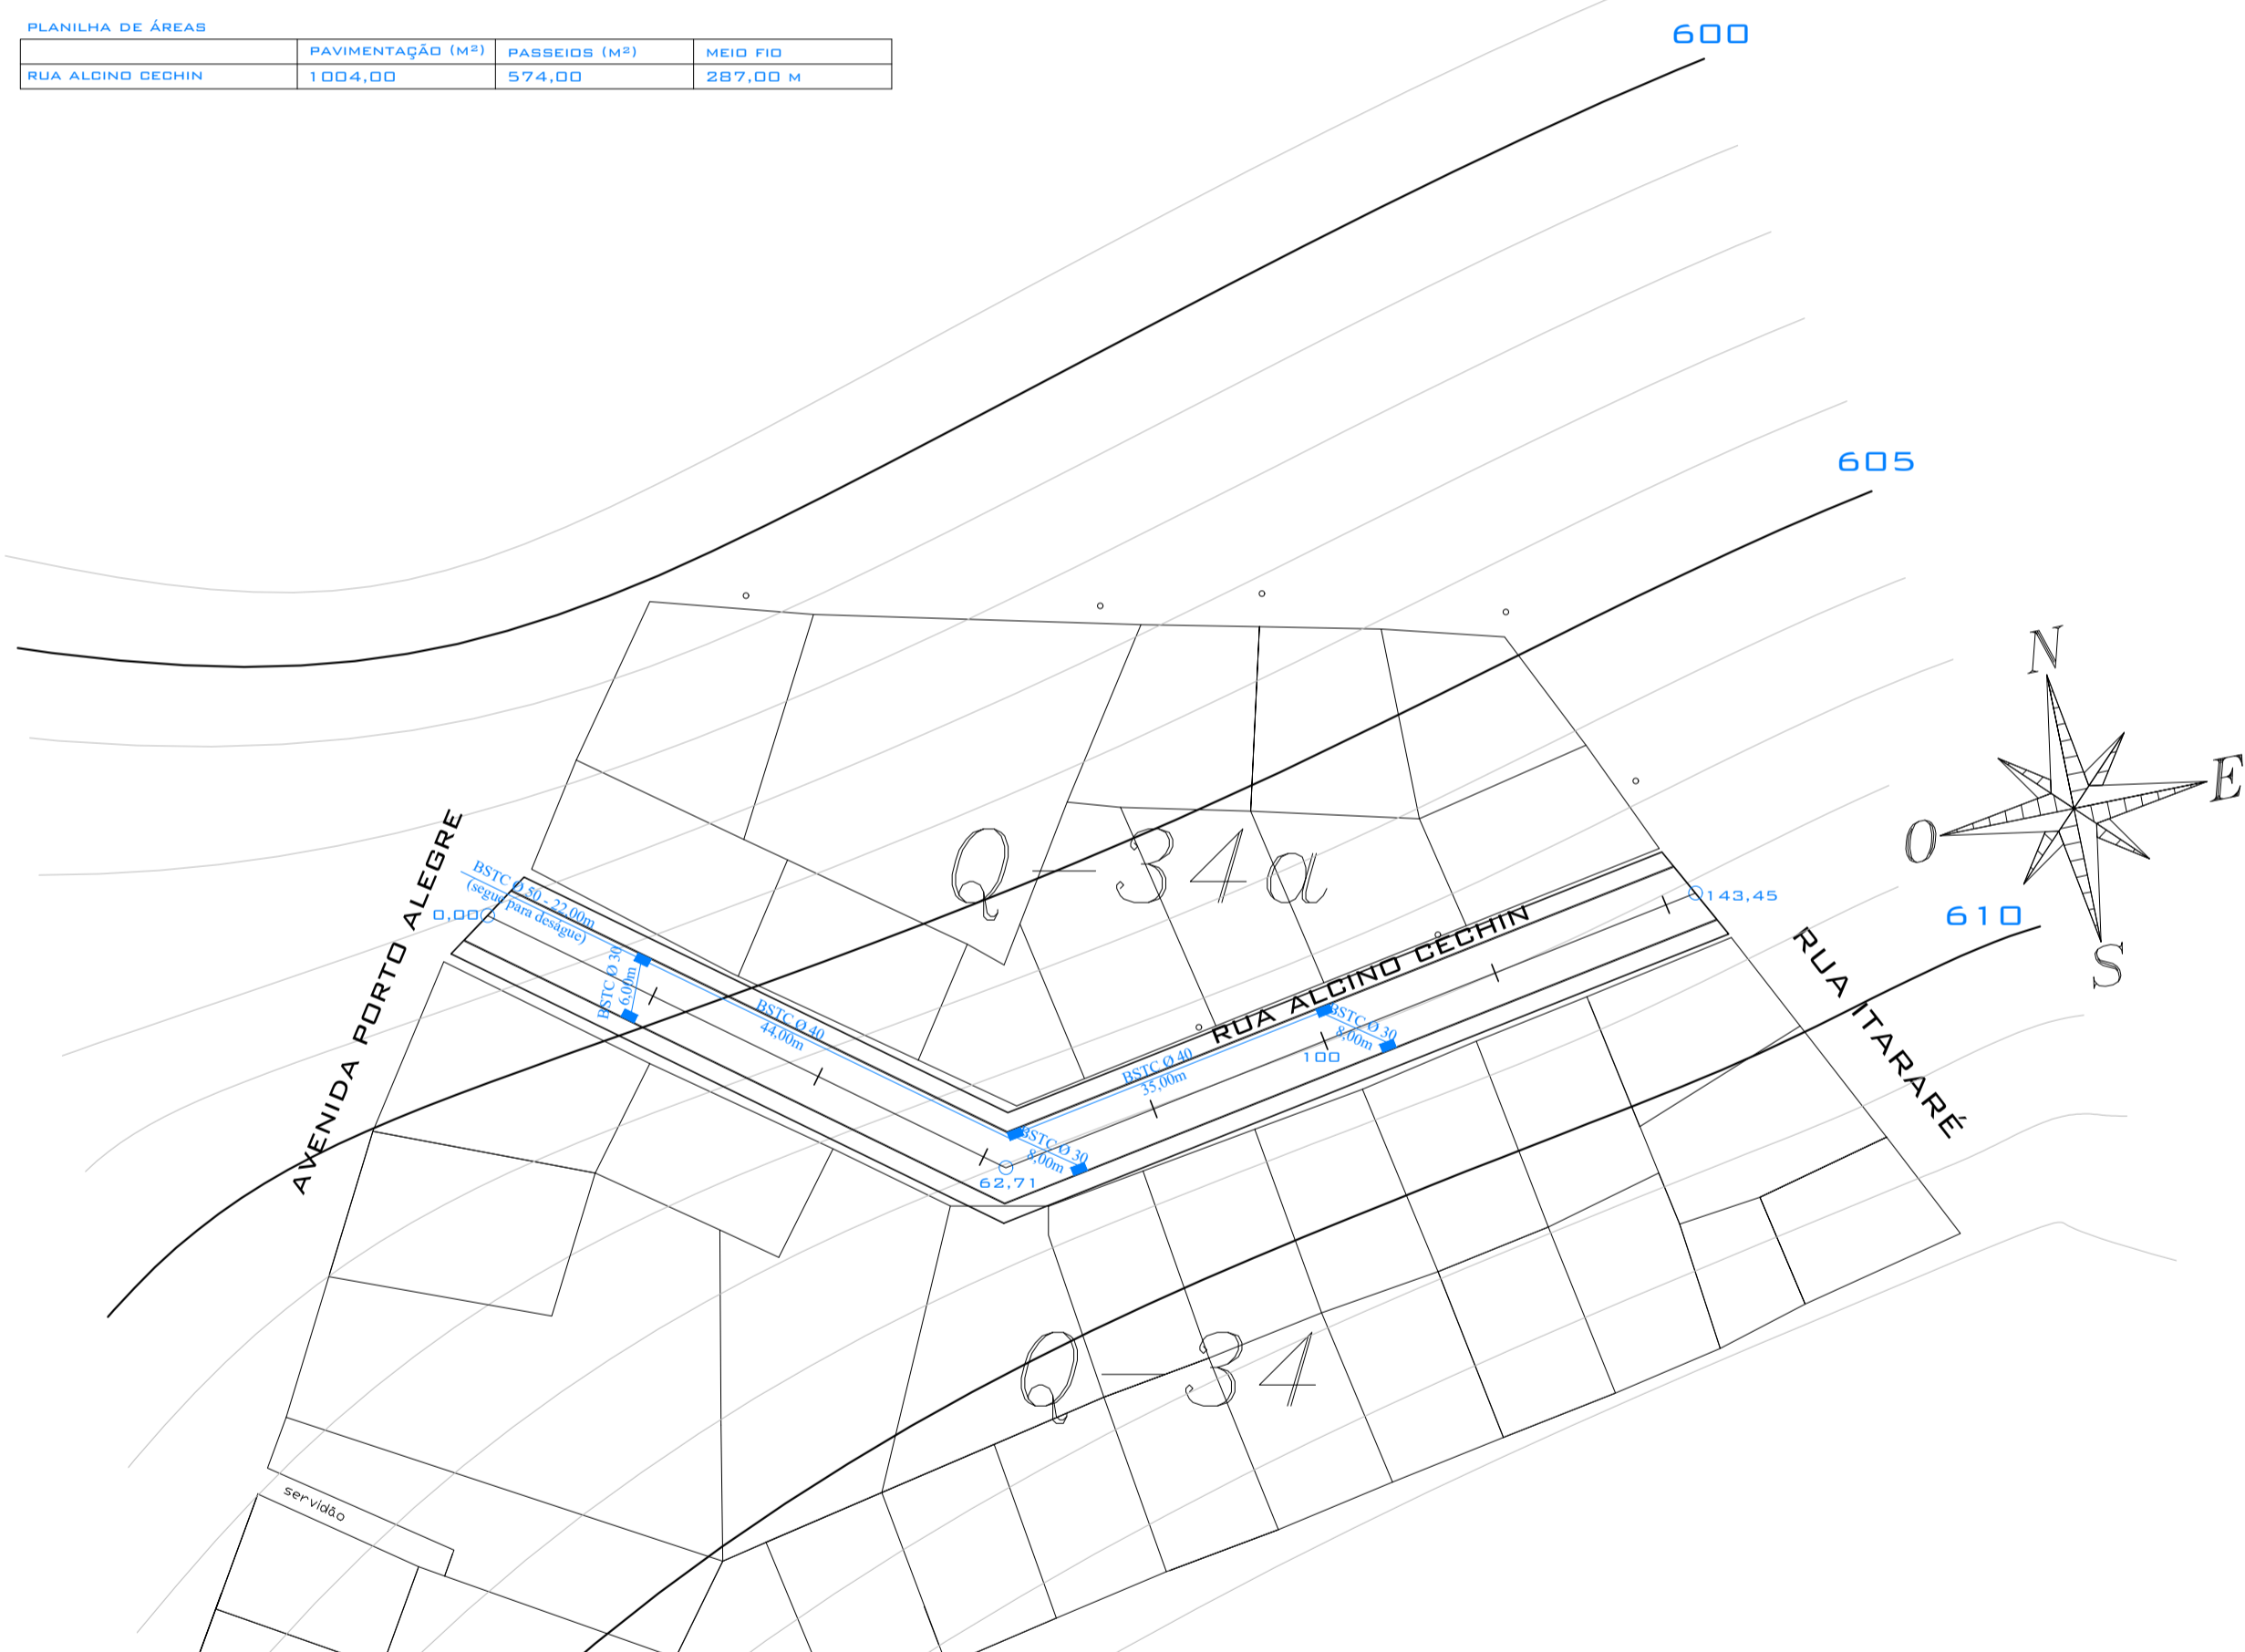 PLANILHA DE ÁREAS
PAVIMENTAÇÃO (M²) PASSEIOS (M²) MEIO FIO
RUA ALCINO CECHIN 1004,00 574,00 287,00 M
600
605
610
N
E
O
S
AVENIDA PORTO ALEGRE
BSTC Ø 50 - 22,00m
(segue para deságue)
0,00
BSTC Ø 30
6,00m
BSTC Ø 40
44,00m
Q-34a
RUA ALCINO CECHIN
143,45
RUA ITARARÉ
BSTC Ø 30
8,00m
100
BSTC Ø 40
35,00m
BSTC Ø 30
8,00m
62,71
Q-34
servidão